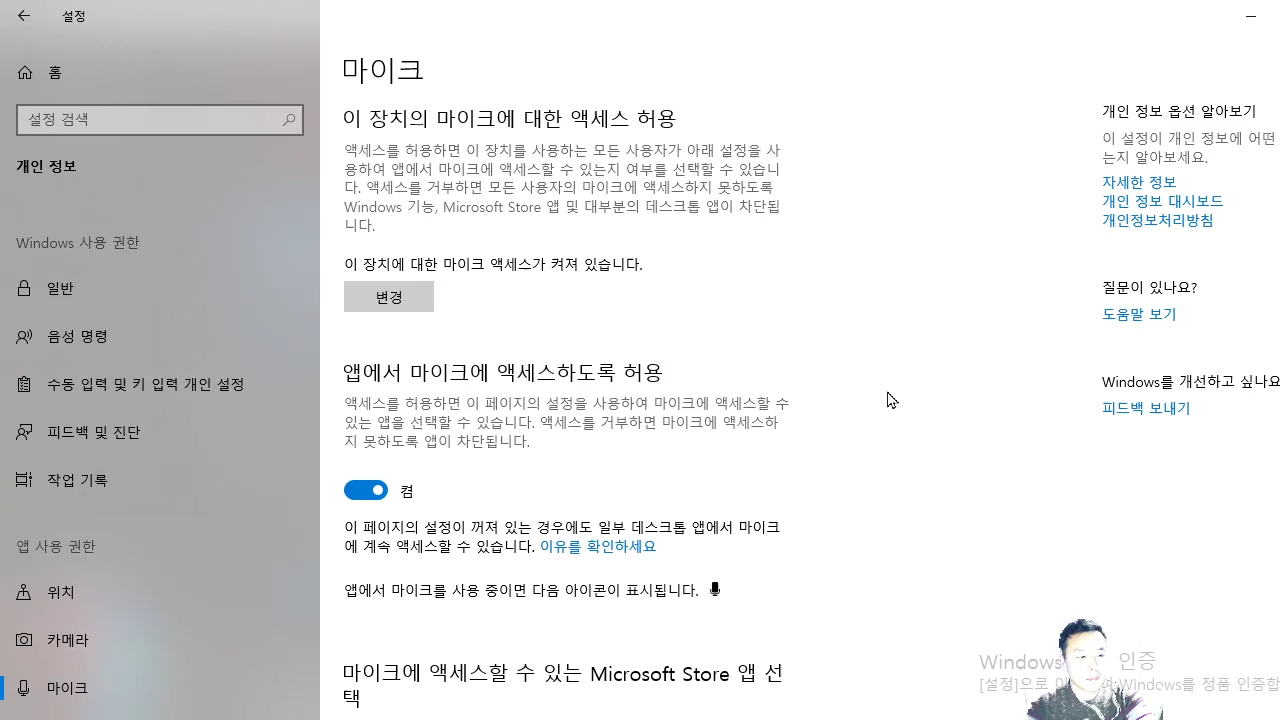 설정
홈
설정 검색
개인 정보
Windows 사용 권한
일반
음성 명령
수동 입력 및 키 입력 개인 설정
피드백 및 진단
작업 기록
앱 사용 권한
위치
카메라
마이크
마이크
이 장치의 마이크에 대한 액세스 허용
액세스를 허용하면 이 장치를 사용하는 모든 사용자가 아래 설정을 사
용하여 앱에서 마이크에 액세스할 수 있는지 여부를 선택할 수 있습니
다. 액세스를 거부하면 모든 사용자의 마이크에 액세스하지 못하도록
Windows 기능, Microsoft Store 앱 및 대부분의 데스크톱 앱이 차단됩
니다.
이 장치에 대한 마이크 액세스가 켜져 있습니다.
변경
앱에서 마이크에 액세스하도록 허용
액세스를 허용하면 이 페이지의 설정을 사용하여 마이크에 액세스할 수
있는 앱을 선택할 수 있습니다. 액세스를 거부하면 마이크에 액세스하
지 못하도록 앱이 차단됩니다.
켬
이 페이지의 설정이 꺼져 있는 경우에도 일부 데스크톱 앱에서 마이크
에 계속 액세스할 수 있습니다. 이유를 확인하세요
앱에서 마이크를 사용 중이면 다음 아이콘이 표시됩니다.
마이크에 액세스할 수 있는 Microsoft Store 앱 선
택
개인 정보 옵션 알아보기
이 설정이 개인 정보에 어떤
는지 알아보세요.
자세한 정보
개인 정보 대시보드
개인정보처리방침
질문이 있나요?
도움말 보기
Windows를 개선하고 싶나요
피드백 보내기
Windows 인증
[설정]으로 Windows를 정품 인증합